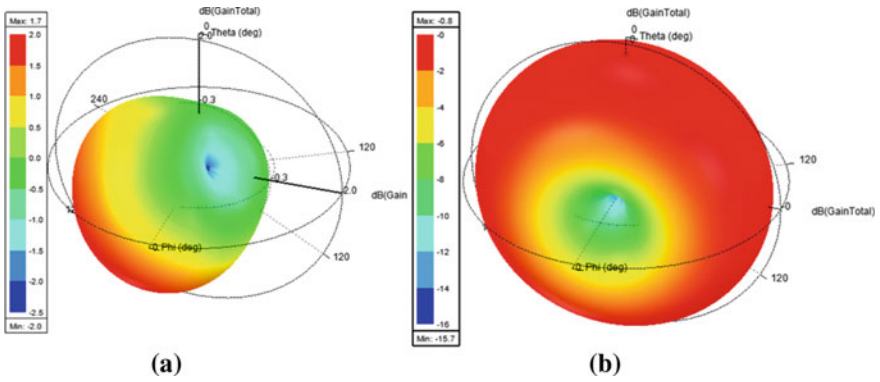 Max: 1.7
2.0
1.5
1.0
0.5
0.0
-0.5
-1.0
-1.5
-2.0
-2.5
Min: -2.0
dB(GainTotal)
0
2.0
Theta (deg)
240
-0.3
120
-0.3
2.0
dB(Gain
0
Phi (deg)
120
(a)
Max: -0.8
-0
-2
-4
-6
-8
-10
-12
-14
-16
Min: -15.7
dB(GainTotal)
0
Theta (deg)
120
-0
dB(GainTotal)
0
Phi (deg)
120
(b)